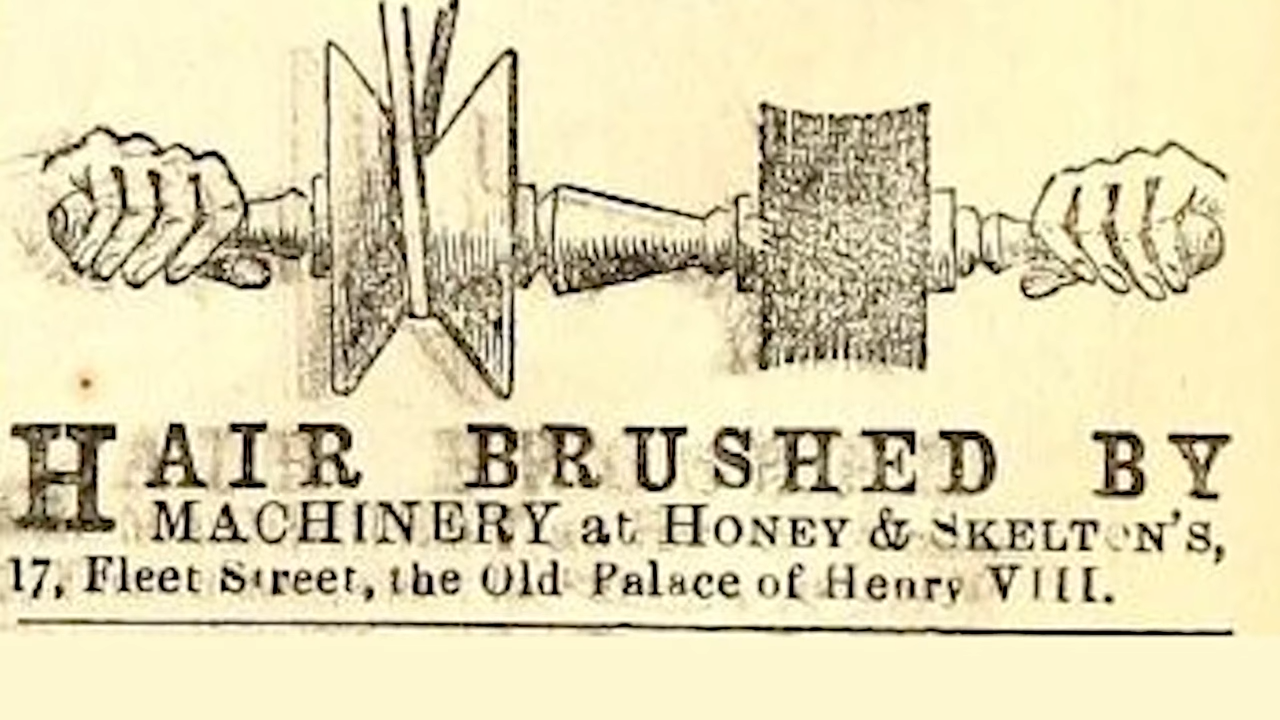 HAIR BRUSHED BY
MACHINERY at HONEY & SKELTON'S,
17, Fleet Street, the Old Palace of Henry VIII.